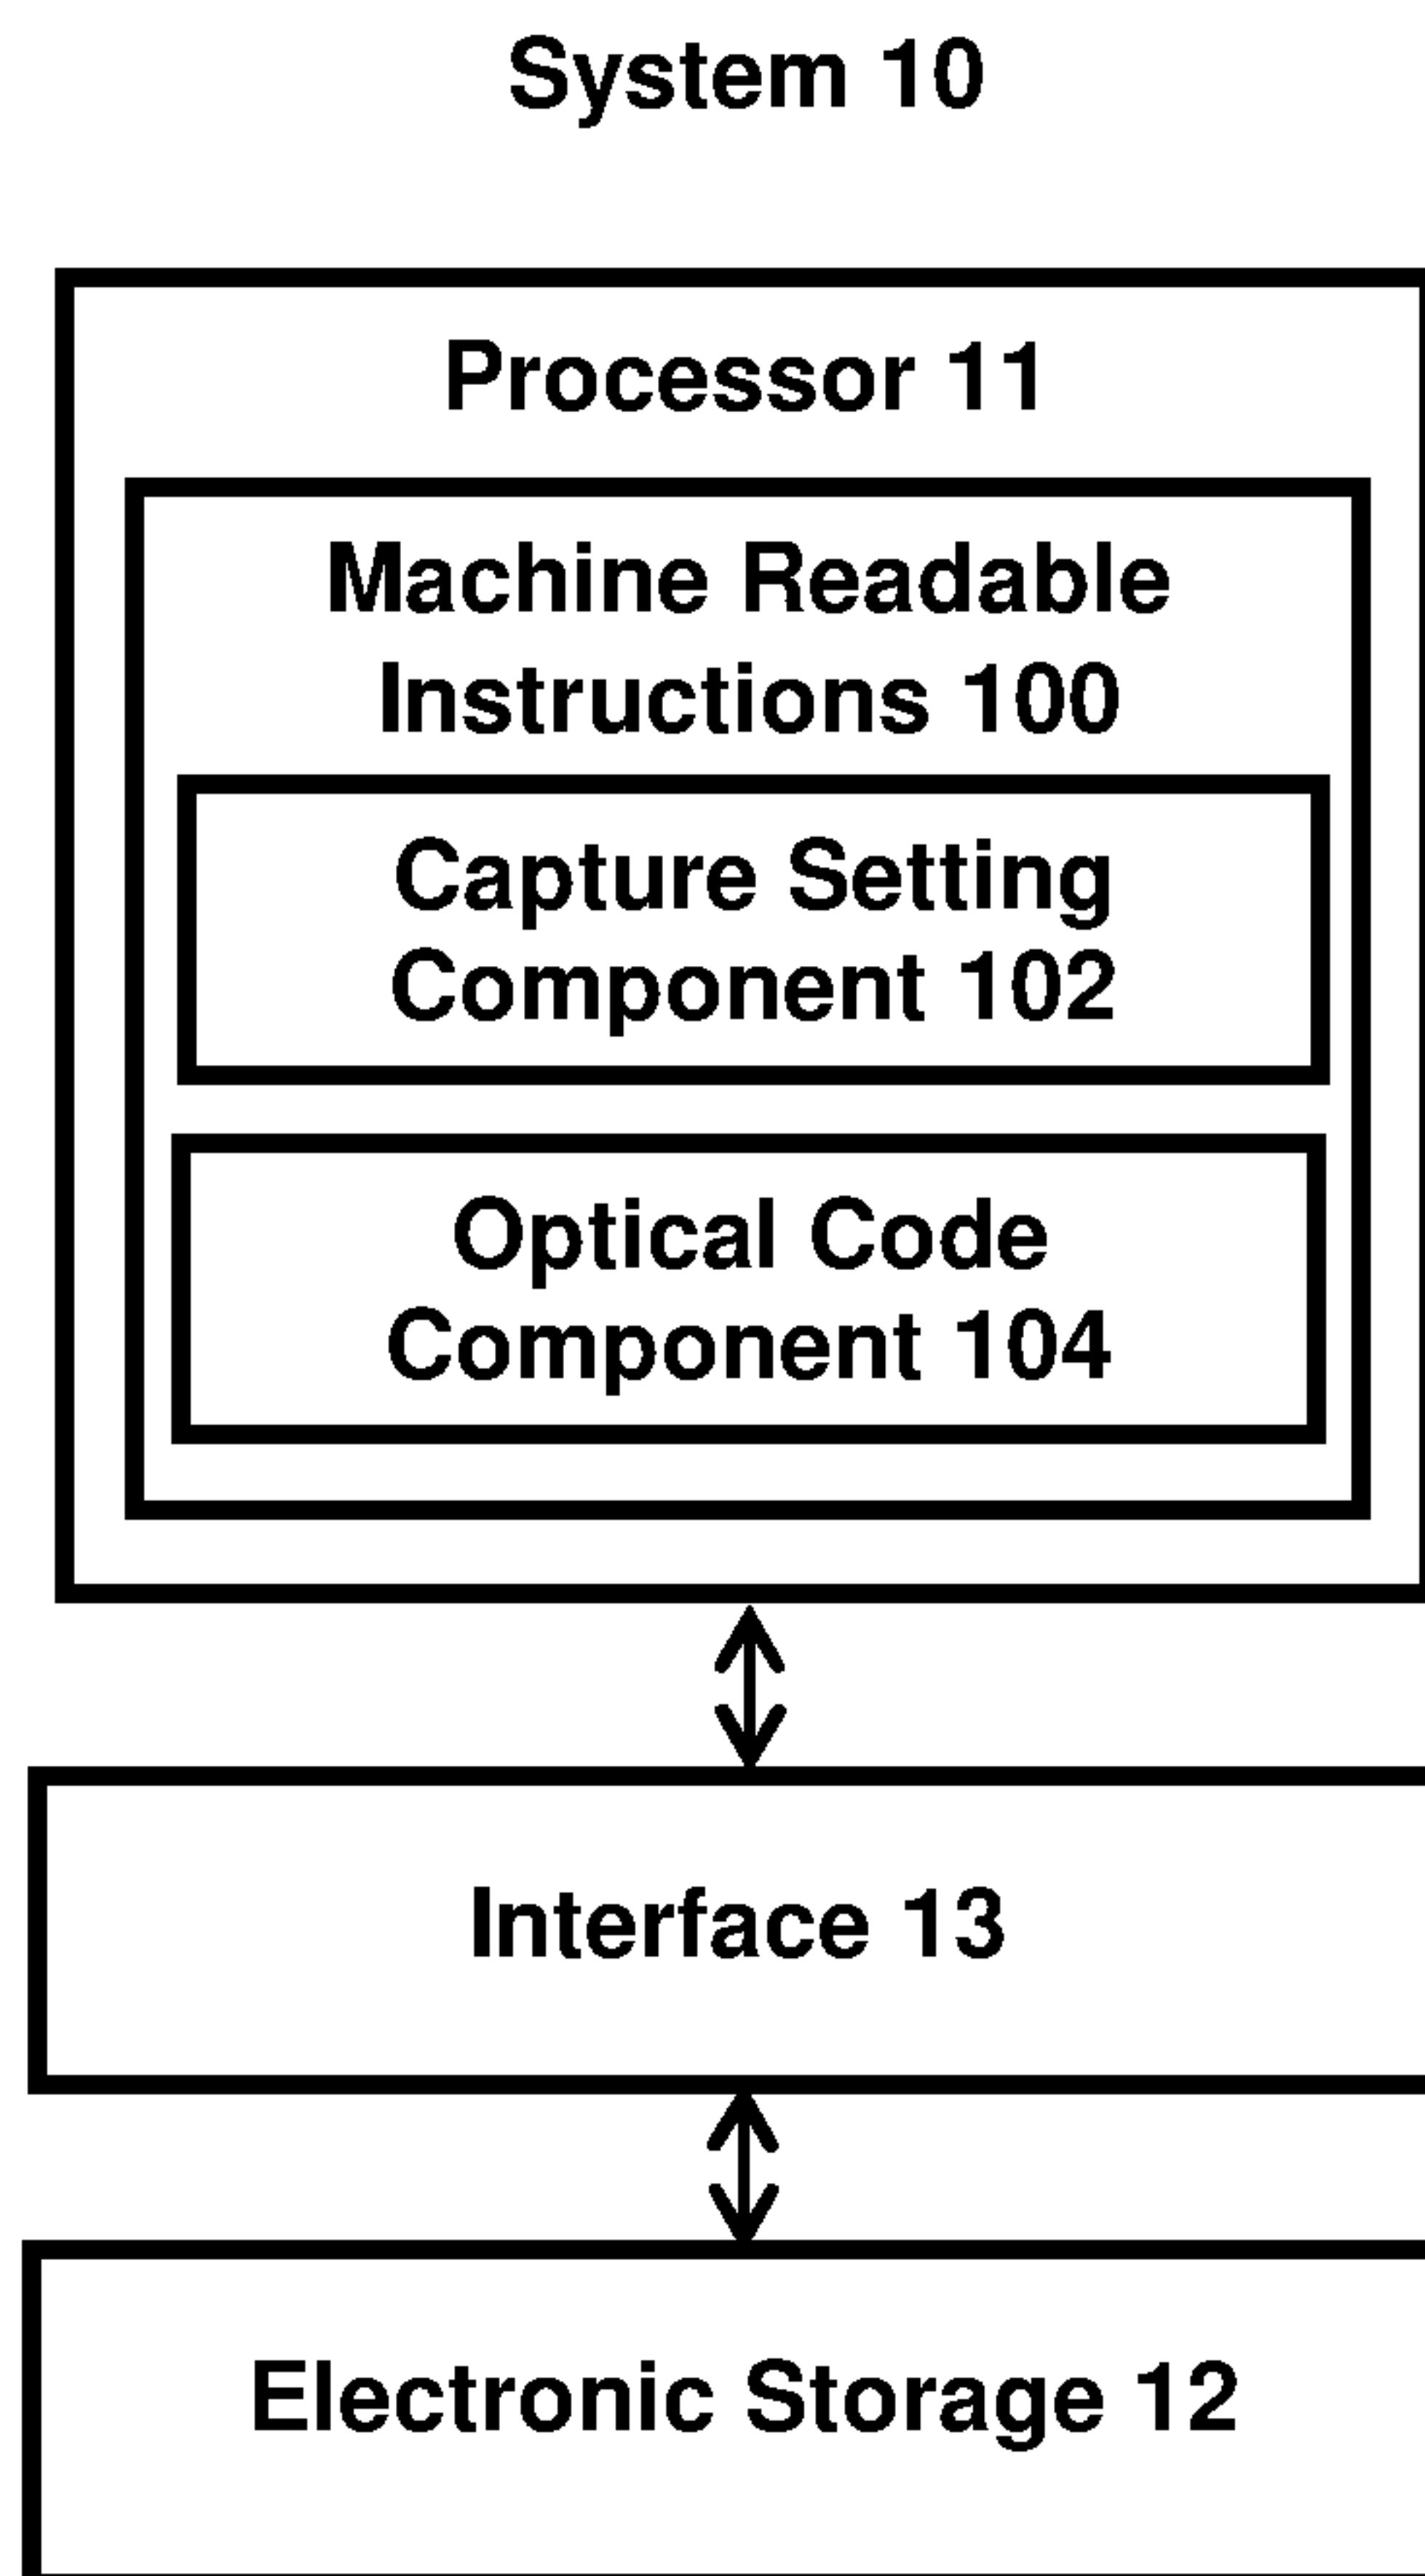 System 10
Processor 11
Machine Readable
Instructions 100
Capture Setting
Component 102
Optical Code
Component 104
Interface 13
Electronic Storage 12